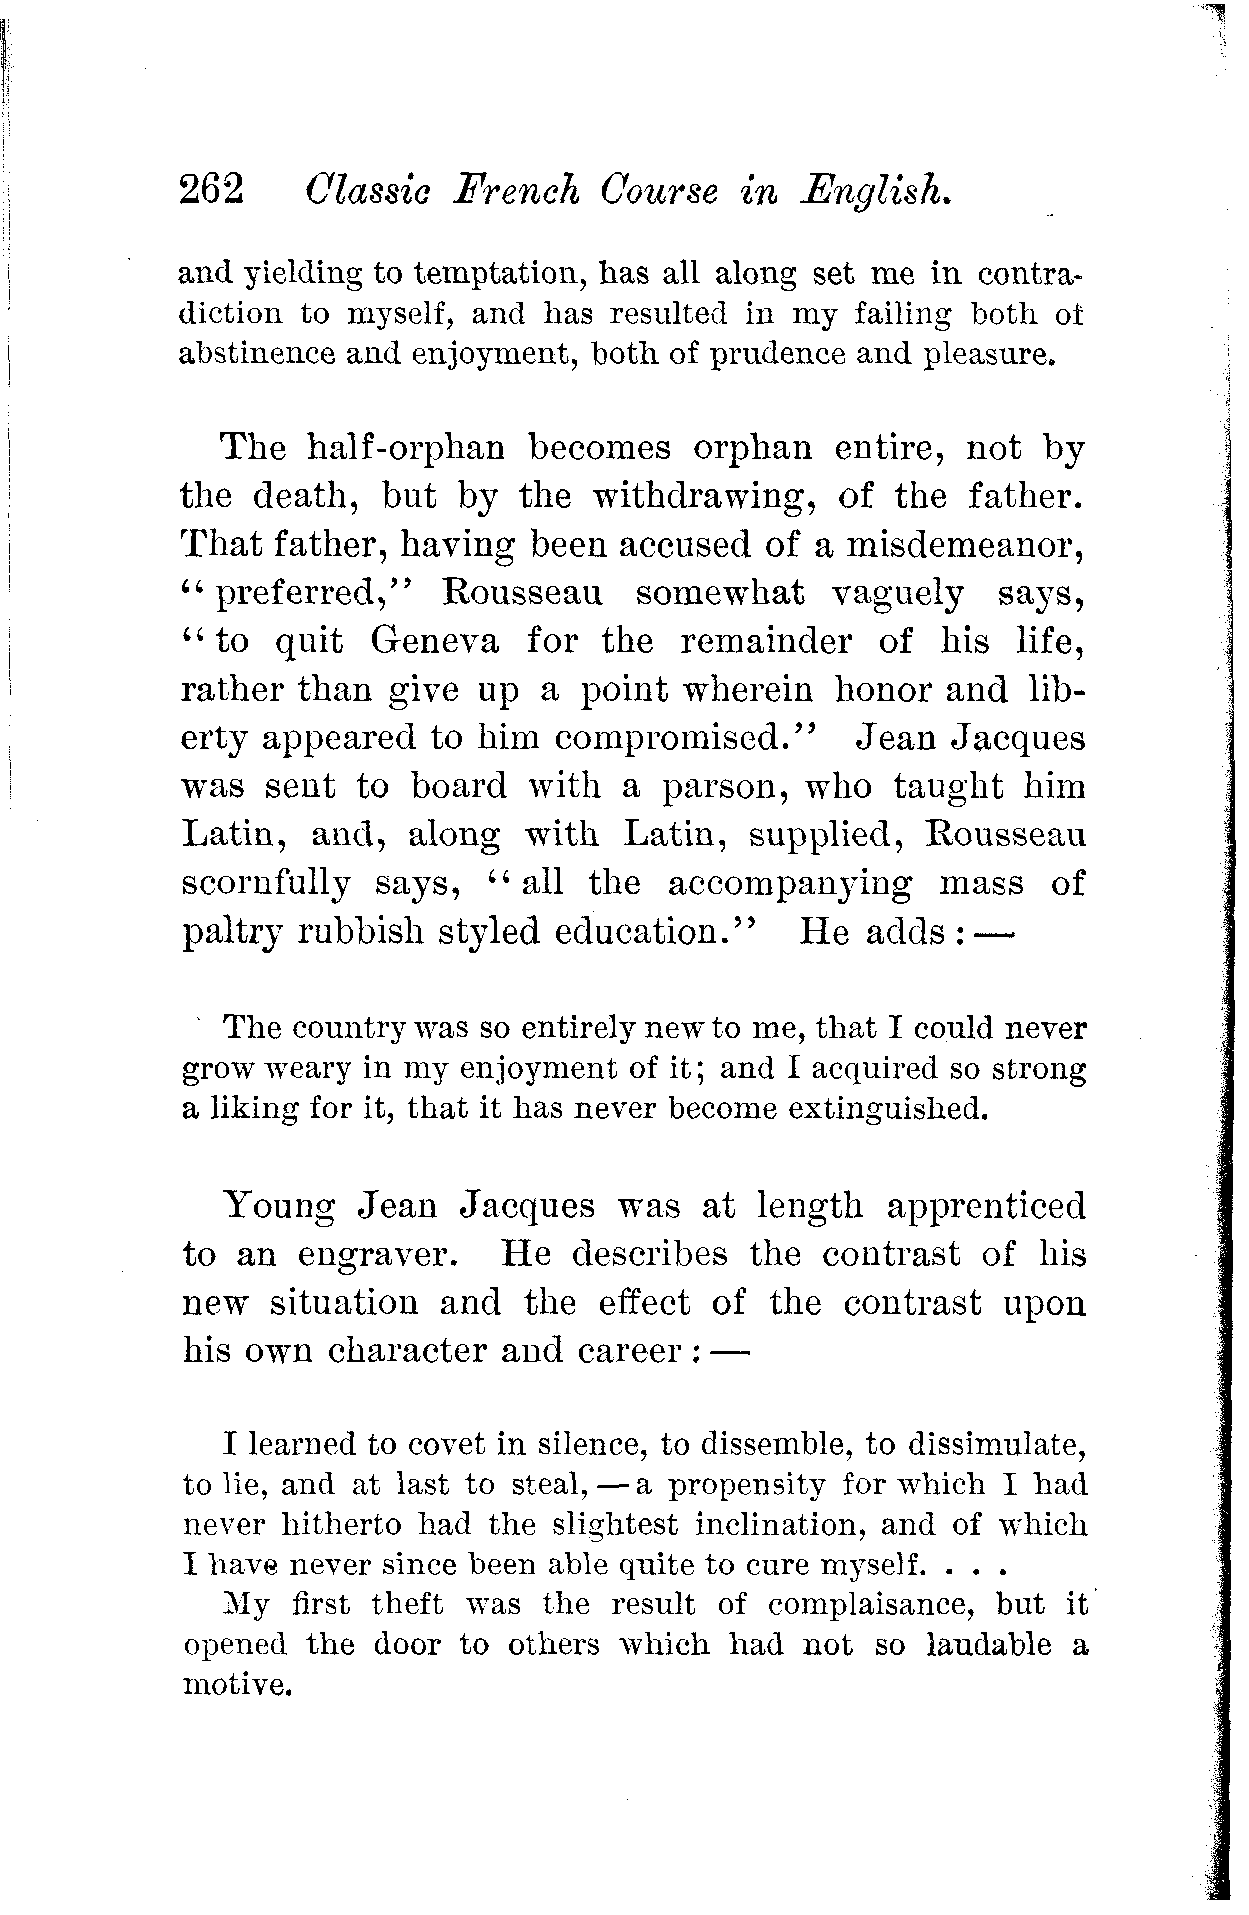 262 Classic French Course in English.
and yielding to temptation, has all along set me in contra-
diction to myself, and has resulted in my failing both of
abstinence and enjoyment, both of prudence and pleasure.
The half-orphan becomes orphan entire, not by
the death, but by the withdrawing, of the father.
That father, having been accused of a misdemeanor,
“preferred,” Rousseau somewhat vaguely says,
“to quit Geneva for the remainder of his life,
rather than give up a point wherein honor and lib-
erty appeared to him compromised.” Jean Jacques
was sent to board with a parson, who taught him
Latin, and, along with Latin, supplied, Rousseau
scornfully says, “all the accompanying mass of
paltry rubbish styled education.” He adds:—
The country was so entirely new to me, that I could never
grow weary in my enjoyment of it; and I acquired so strong
a liking for it, that it has never become extinguished.
Young Jean Jacques was at length apprenticed
to an engraver. He describes the contrast of his
new situation and the effect of the contrast upon
his own character and career:—
I learned to covet in silence, to dissemble, to dissimulate,
to lie, and at last to steal,—a propensity for which I had
never hitherto had the slightest inclination, and of which
I have never since been able quite to cure myself. . . .
My first theft was the result of complaisance, but it
opened the door to others which had not so laudable a
motive.